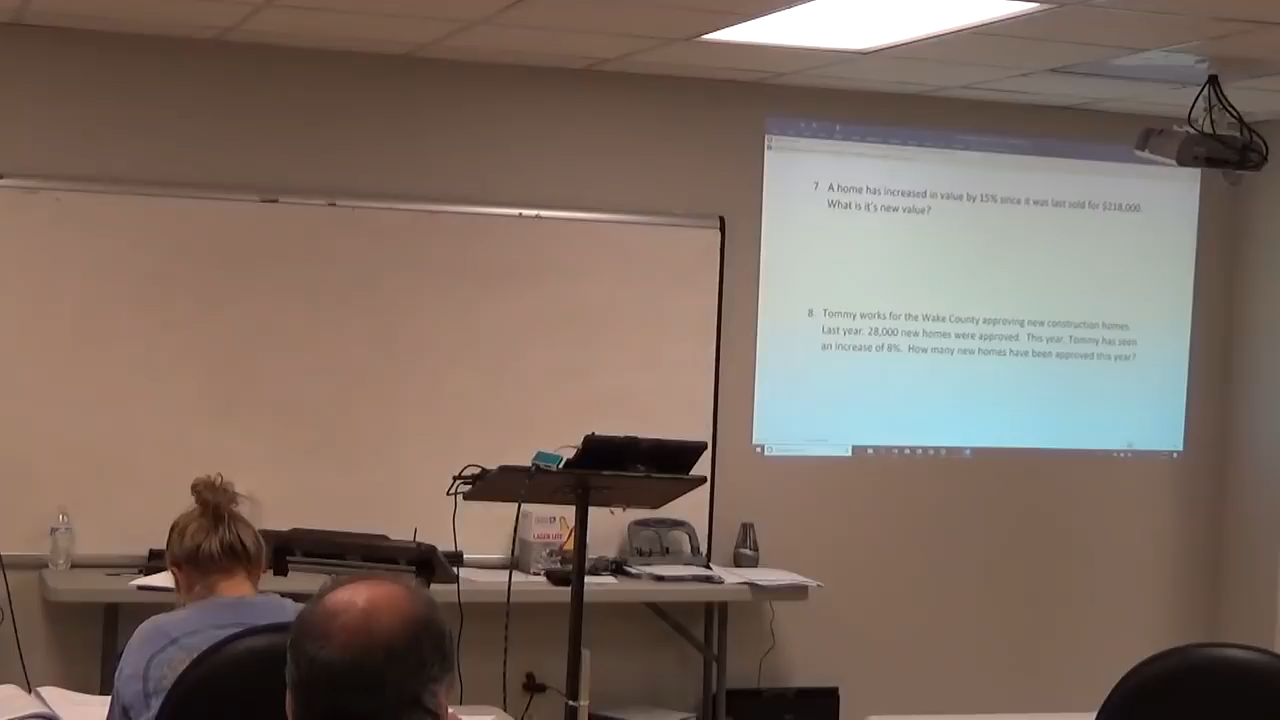 7. A home has increased in value by 15% since it was last sold for $218,000.
What is it's new value?
8. Tommy works for the Wake County approving new construction homes.
Last year, 28,000 new homes were approved. This year, Tommy has seen
an increase of 8%. How many new homes have been approved this year?